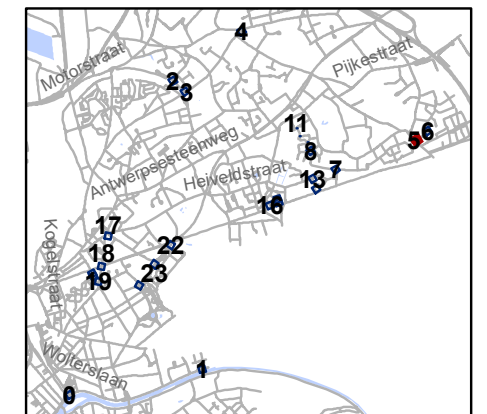 4
Motorstraat
Pijkestraat
2
3
11
6
5
Antwerpsesteenweg
8
Heiveldstraat
7
13
16
17
Kogelstraat
22
18
23
19
Wolterslaan
1
0